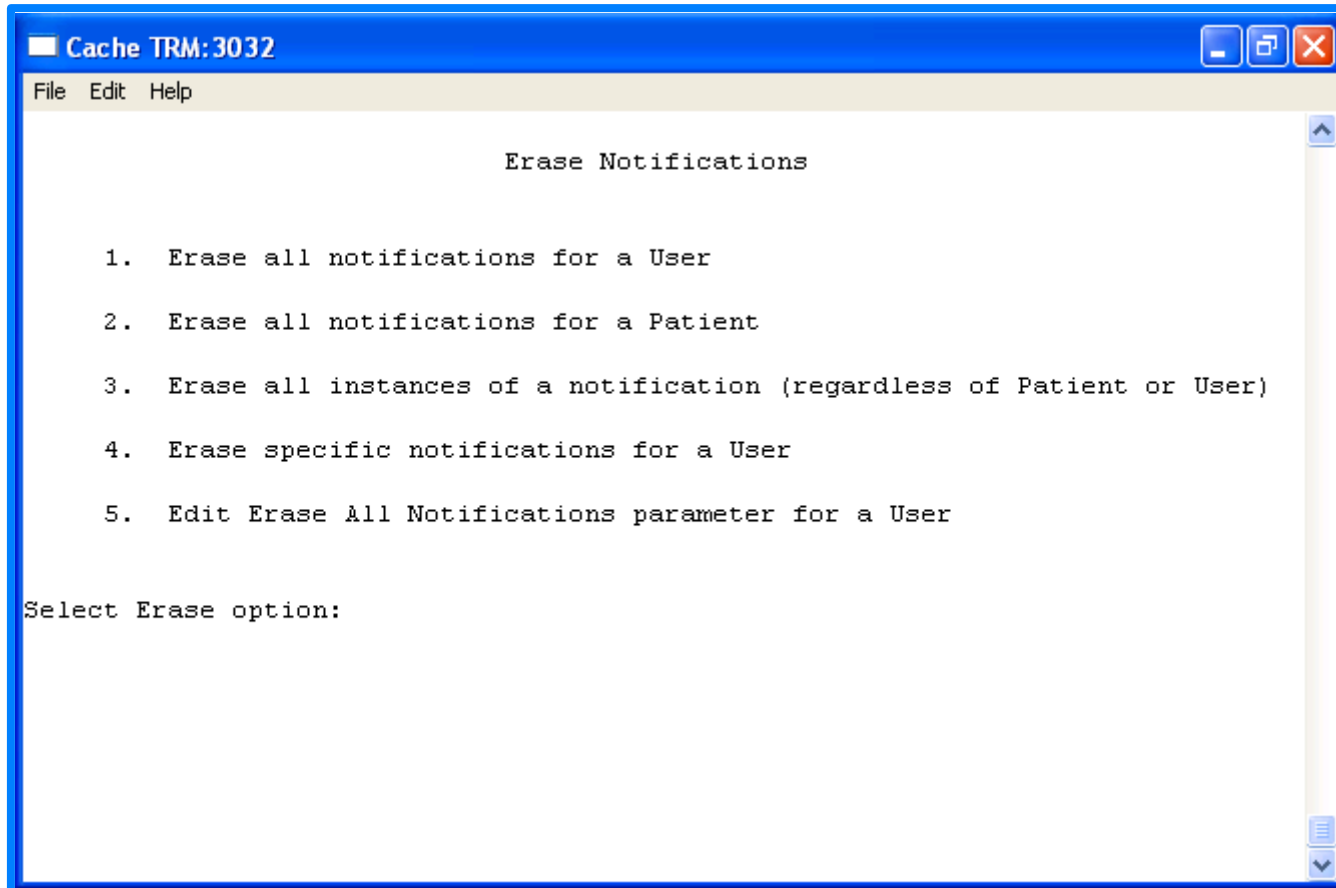 Cache TRM:3032
File Edit Help
Erase Notifications
1. Erase all notifications for a User
2. Erase all notifications for a Patient
3. Erase all instances of a notification (regardless of Patient or User)
4. Erase specific notifications for a User
5. Edit Erase All Notifications parameter for a User
Select Erase option: